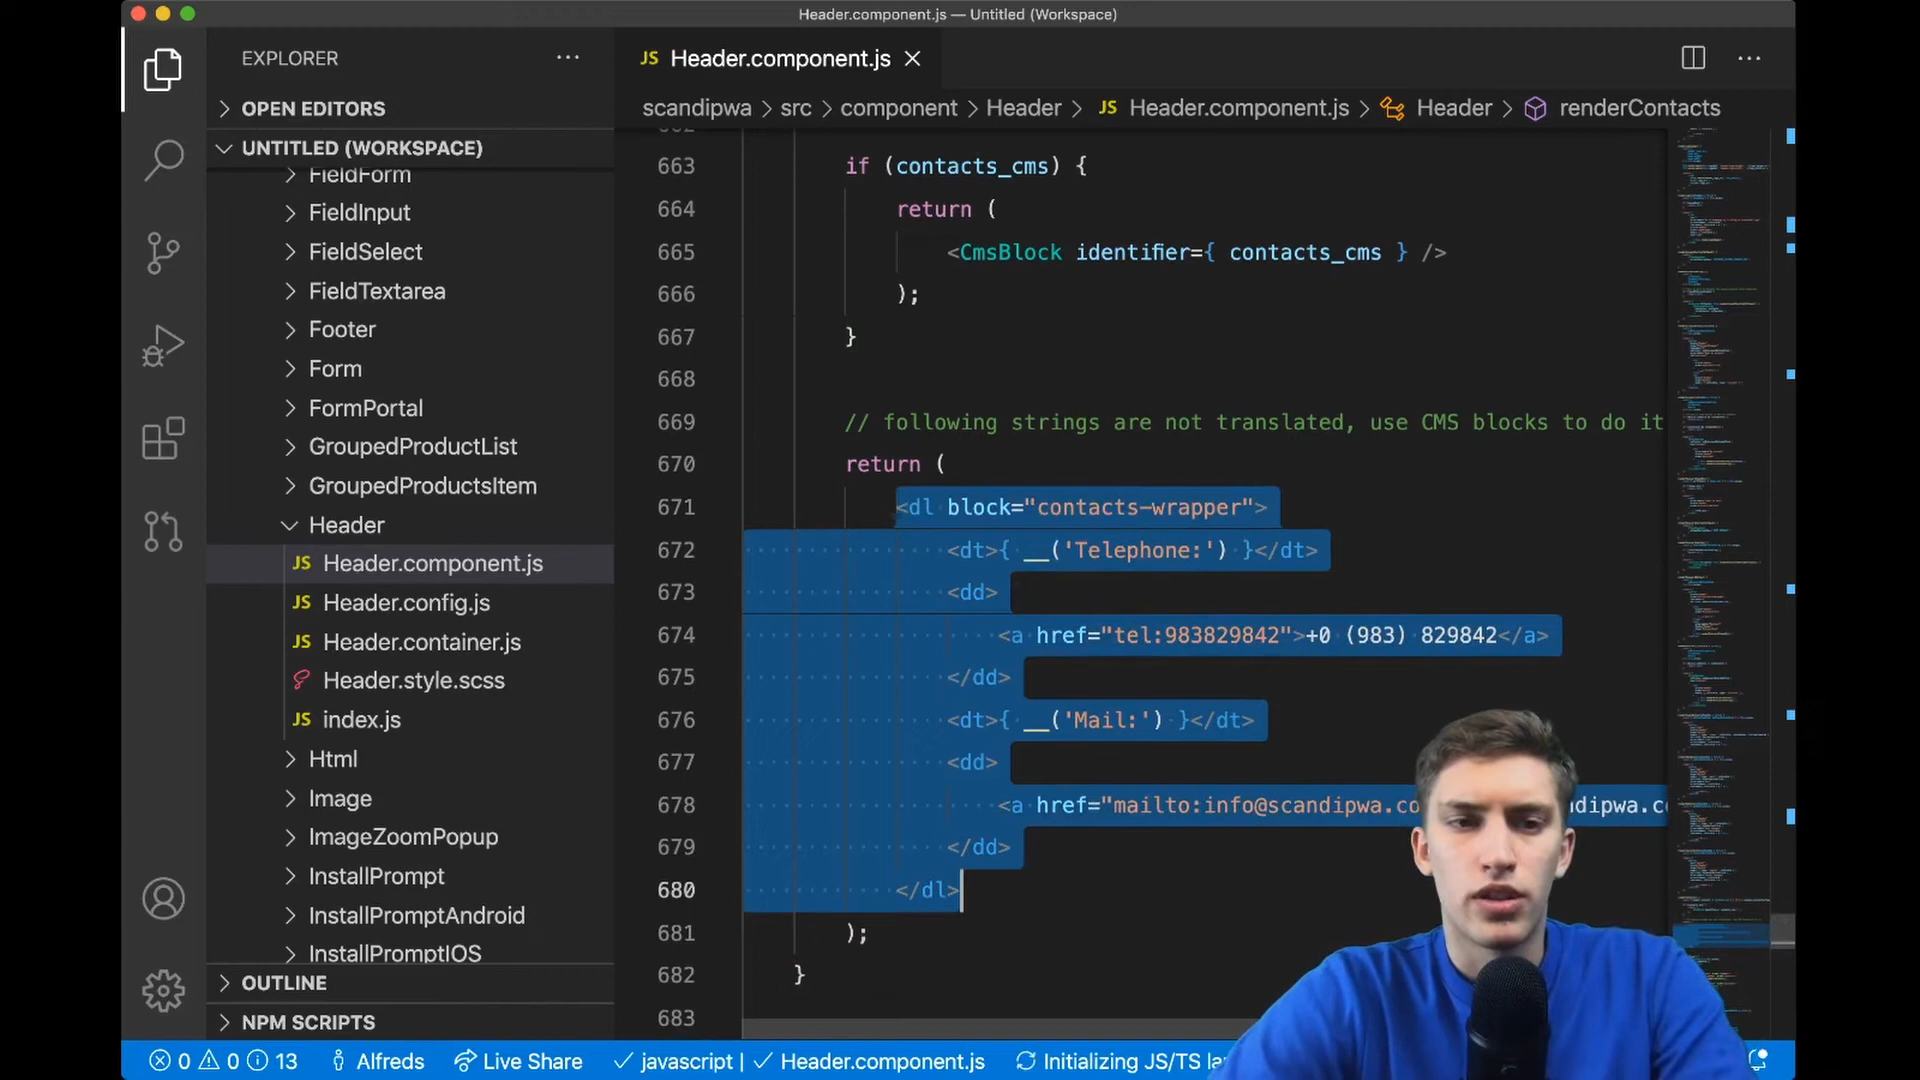 Header.component.js — Untitled (Workspace)
EXPLORER
OPEN EDITORS
UNTITLED (WORKSPACE)
FieldForm
FieldInput
FieldSelect
FieldTextarea
Footer
Form
FormPortal
GroupedProductList
GroupedProductsItem
Header
JS Header.component.js
JS Header.config.js
JS Header.container.js
Header.style.scss
JS index.js
Html
Image
ImageZoomPopup
InstallPrompt
InstallPromptAndroid
InstallPromptIOS
OUTLINE
NPM SCRIPTS
JS Header.component.js
scandipwa > src > component > Header > JS Header.component.js > Header > renderContacts
662
663 if (contacts_cms) {
664 return (
665 <CmsBlock identifier={ contacts_cms } />
666 );
667 }
668
669 // following strings are not translated, use CMS blocks to do it
670 return (
671 <dl block="contacts-wrapper">
672 <dt>{ __('Telephone:') }</dt>
673 <dd>
674 <a href="tel:983829842">+0 (983) 829842</a>
675 </dd>
676 <dt>{ __('Mail:') }</dt>
677 <dd>
678 <a href="mailto:info@scandipwa.co
679 </dd>
680 </dl>
681 );
682 }
683
0 0 13 Alfreds Live Share javascript | Header.component.js Initializing JS/TS